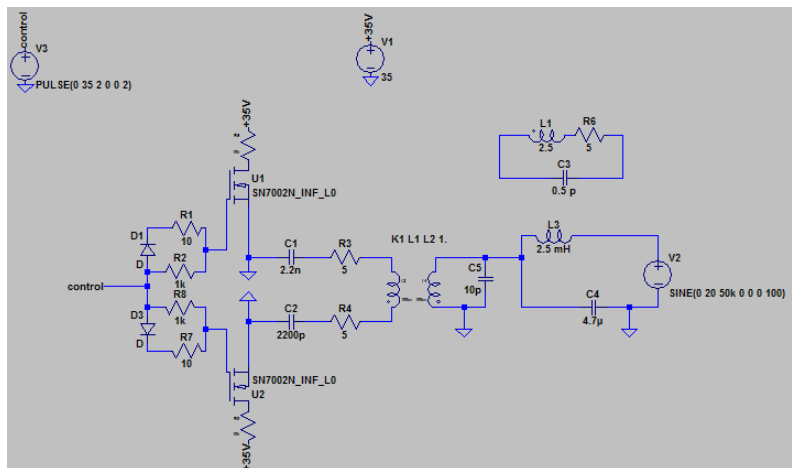 control
V3
PULSE(0 35 2 0 0 2)
+35V
V1
35
L1
2.5
R6
5
C3
0.5 p
+35V
U1
SN7002N_INF_L0
D1
D
R1
10
R2
1k
control
R8
1k
D3
D
R7
10
C1
2.2n
R3
5
K1 L1 L2 1.
C2
2200p
R4
5
C5
10p
L3
2.5 mH
V2
SINE(0 20 50k 0 0 0 100)
C4
4.7µ
SN7002N_INF_L0
U2
+35V